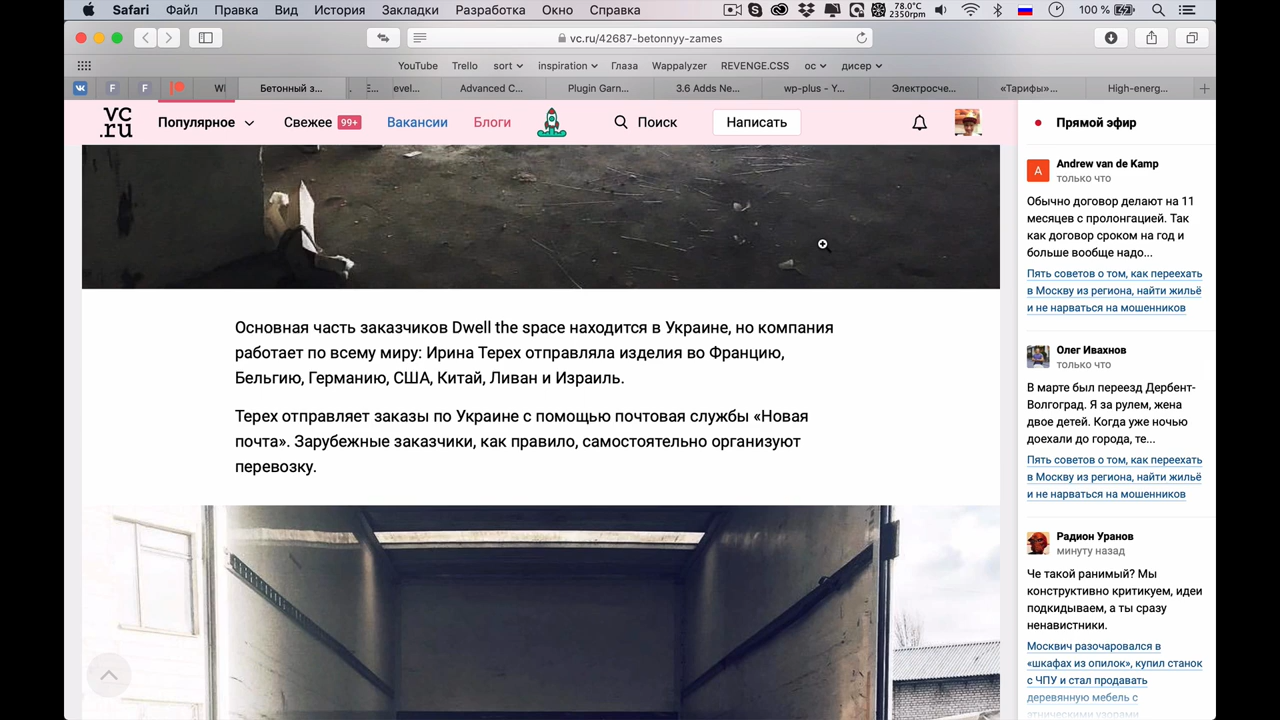 Safari Файл Правка Вид История Закладки Разработка Окно Справка 78.0°C 2350rpm 100 %
vc.ru/42687-betonnyy-zames
YouTube Trello sort inspiration Глаза Wappalyzer REVENGE.CSS ос дисер
F F Бетонный з... Advanced C... Plugin Garn... 3.6 Adds Ne... wp-plus - Y... Электросче... «Тарифы»... High-energ...
vc.ru Популярное Свежее 99+ Вакансии Блоги Поиск Написать
Основная часть заказчиков Dwell the space находится в Украине, но компания
работает по всему миру: Ирина Терех отправляла изделия во Францию,
Бельгию, Германию, США, Китай, Ливан и Израиль.
Терех отправляет заказы по Украине с помощью почтовая службы «Новая
почта». Зарубежные заказчики, как правило, самостоятельно организуют
перевозку.
Прямой эфир
A
Andrew van de Kamp
только что
Обычно договор делают на 11
месяцев с пролонгацией. Так
как договор сроком на год и
больше вообще надо...
Пять советов о том, как переехать
в Москву из региона, найти жильё
и не нарваться на мошенников
Олег Ивахнов
только что
В марте был переезд Дербент-
Волгоград. Я за рулем, жена
двое детей. Когда уже ночью
доехали до города, те...
Пять советов о том, как переехать
в Москву из региона, найти жильё
и не нарваться на мошенников
Радион Уранов
минуту назад
Че такой ранимый? Мы
конструктивно критикуем, идеи
подкидываем, а ты сразу
ненавистники.
Москвич разочаровался в
«шкафах из опилок», купил станок
с ЧПУ и стал продавать
деревянную мебель с
этническими узорами